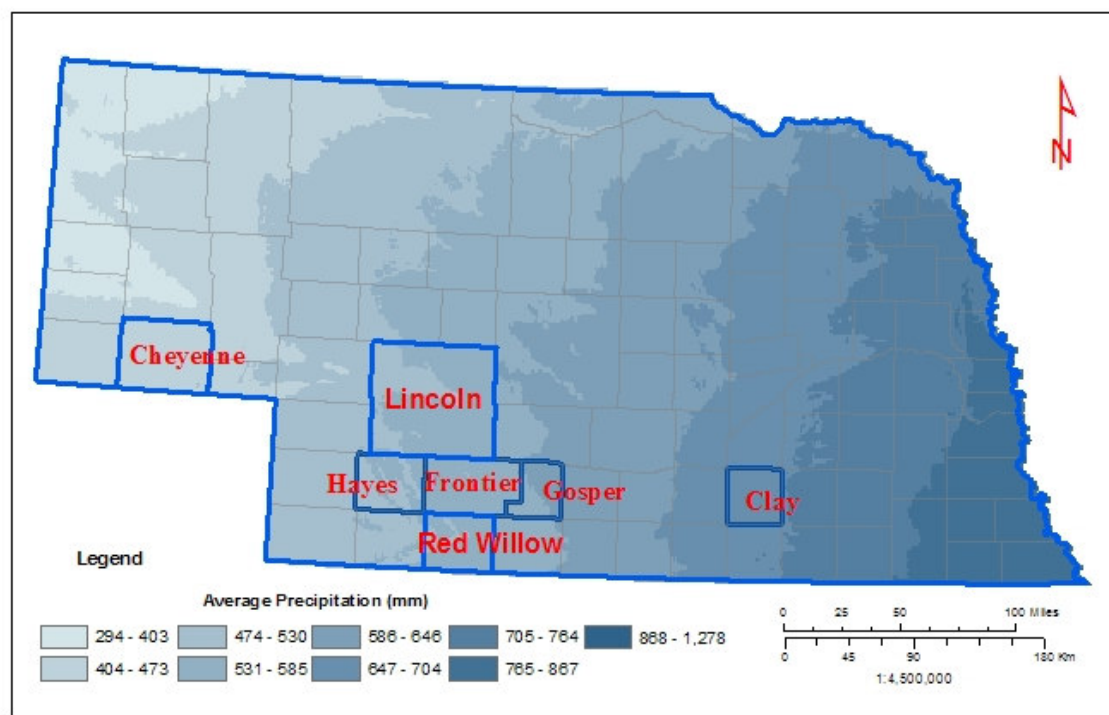 N
Cheyenne
Lincoln
Hayes
Frontier
Gosper
Clay
Red Willow
Legend
Average Precipitation (mm)
294 - 403
474 - 530
586 - 646
705 - 764
868 - 1,278
404 - 473
531 - 585
647 - 704
765 - 867
0 25 50 100 Miles
0 45 90 180 Km
1:4,500,000